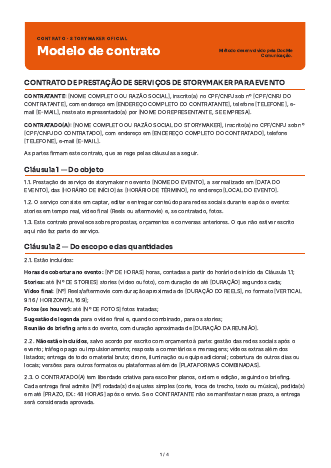 CONTRATO · STORYMAKER OFICIAL
Modelo de contrato
Método desenvolvido pela DooMe
Comunicação.
CONTRATO DE PRESTAÇÃO DE SERVIÇOS DE STORYMAKER PARA EVENTO
CONTRATANTE: [NOME COMPLETO OU RAZÃO SOCIAL], inscrito(a) no CPF/CNPJ sob nº [CPF/CNPJ DO
CONTRATANTE], com endereço em [ENDEREÇO COMPLETO DO CONTRATANTE], telefone [TELEFONE], e-
mail [E-MAIL], neste ato representado(a) por [NOME DO REPRESENTANTE, SE EMPRESA].
CONTRATADO(A): [NOME COMPLETO OU RAZÃO SOCIAL DO STORYMAKER], inscrito(a) no CPF/CNPJ sob nº
[CPF/CNPJ DO CONTRATADO], com endereço em [ENDEREÇO COMPLETO DO CONTRATADO], telefone
[TELEFONE], e-mail [E-MAIL].
As partes firmam este contrato, que se rege pelas cláusulas a seguir.
Cláusula 1 — Do objeto
1.1. Prestação de serviço de storymaker no evento [NOME DO EVENTO], a ser realizado em [DATA DO
EVENTO], das [HORÁRIO DE INÍCIO] às [HORÁRIO DE TÉRMINO], no endereço [LOCAL DO EVENTO].
1.2. O serviço consiste em captar, editar e entregar conteúdo para redes sociais durante e após o evento:
stories em tempo real, vídeo final (Reels ou aftermovie) e, se contratado, fotos.
1.3. Este contrato prevalece sobre propostas, orçamentos e conversas anteriores. O que não estiver escrito
aqui não faz parte do serviço.
Cláusula 2 — Do escopo e das quantidades
2.1. Estão incluídos:
Horas de cobertura no evento: [Nº DE HORAS] horas, contadas a partir do horário de início da Cláusula 1.1;
Stories: até [Nº DE STORIES] stories (vídeo ou foto), com duração de até [DURAÇÃO] segundos cada;
Vídeo final: [Nº] Reels/aftermovie com duração aproximada de [DURAÇÃO DO REELS], no formato [VERTICAL
9:16 / HORIZONTAL 16:9];
Fotos (se houver): até [Nº DE FOTOS] fotos tratadas;
Sugestão de legenda para o vídeo final e, quando combinado, para os stories;
Reunião de briefing antes do evento, com duração aproximada de [DURAÇÃO DA REUNIÃO].
2.2. Não estão incluídos, salvo acordo por escrito com orçamento à parte: gestão das redes sociais após o
evento; tráfego pago ou impulsionamento; resposta a comentários e mensagens; vídeos extras além dos
listados; entrega de todo o material bruto; drone, iluminação ou equipe adicional; cobertura de outros dias ou
locais; versões para outros formatos ou plataformas além de [PLATAFORMAS COMBINADAS].
2.3. O CONTRATADO(A) tem liberdade criativa para escolher planos, ordem e edição, seguindo o briefing.
Cada entrega final admite [Nº] rodada(s) de ajustes simples (corte, troca de trecho, texto ou música), pedida(s)
em até [PRAZO, EX.: 48 HORAS] após o envio. Se o CONTRATANTE não se manifestar nesse prazo, a entrega
será considerada aprovada.
1 / 4